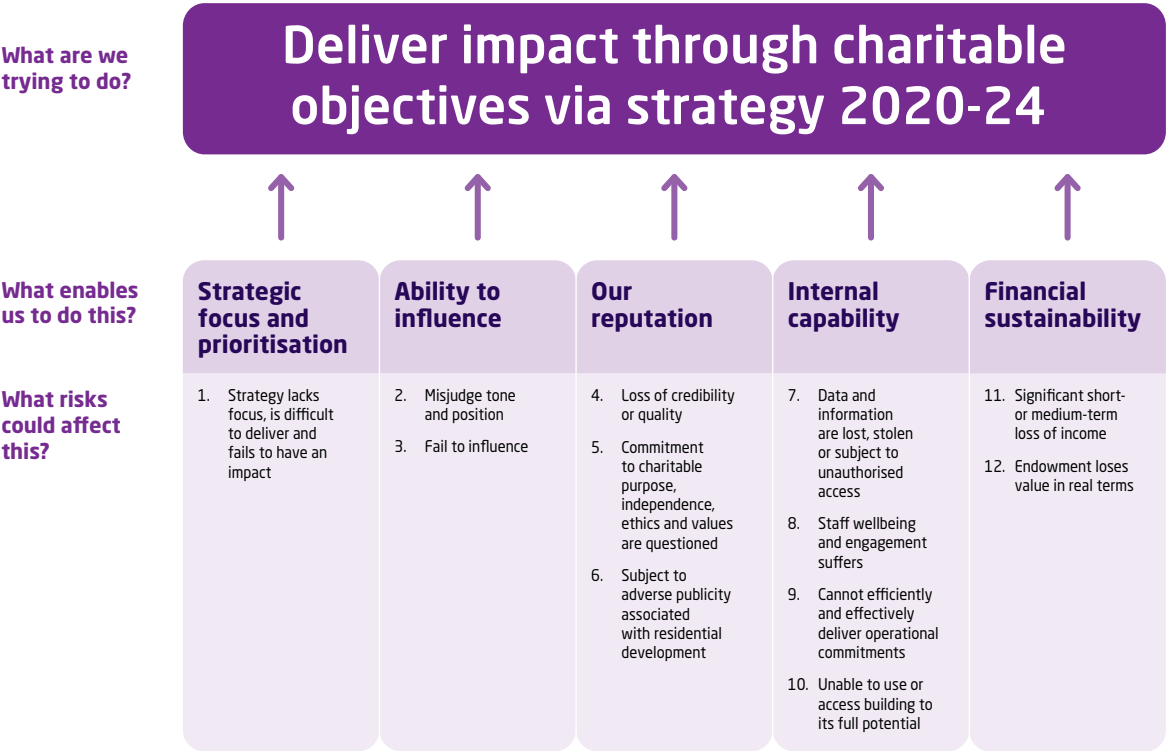 What are we
trying to do?
Deliver impact through charitable
objectives via strategy 2020-24
What enables
us to do this?
Strategic
focus and
prioritisation
Ability to
influence
Our
reputation
Internal
capability
Financial
sustainability
What risks
could affect
this?
1. Strategy lacks
focus, is difficult
to deliver and
fails to have an
impact
2. Misjudge tone
and position
3. Fail to influence
4. Loss of credibility
or quality
5. Commitment
to charitable
purpose,
independence,
ethics and values
are questioned
6. Subject to
adverse publicity
associated
with residential
development
7. Data and
information
are lost, stolen
or subject to
unauthorised
access
8. Staff wellbeing
and engagement
suffers
9. Cannot efficiently
and effectively
deliver operational
commitments
10. Unable to use or
access building to
its full potential
11. Significant short-
or medium-term
loss of income
12. Endowment loses
value in real terms